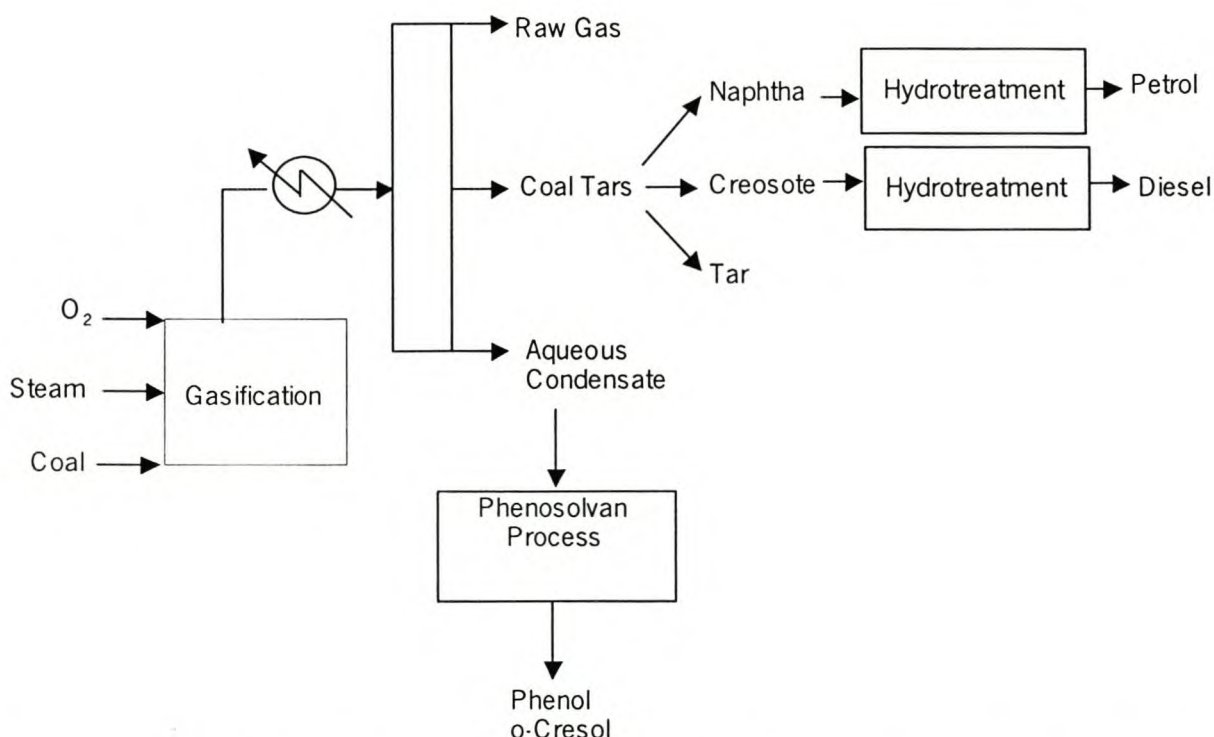 Raw Gas
Naphtha
Hydrotreatment
Petrol
Coal Tars
Creosote
Hydrotreatment
Diesel
Tar
O2
Steam
Gasification
Coal
Aqueous
Condensate
Phenosolvan
Process
Phenol
o-Cresol